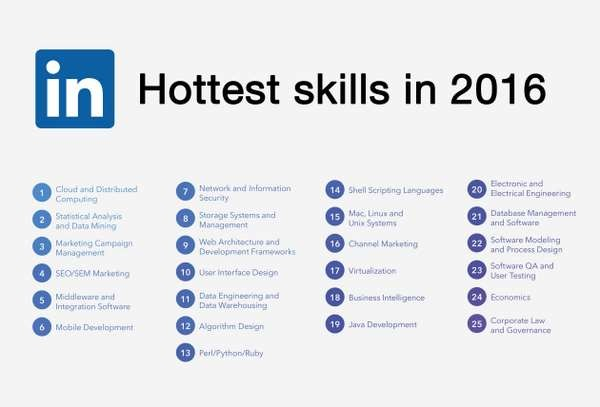 in Hottest skills in 2016
1 Cloud and Distributed
Computing
2 Statistical Analysis
and Data Mining
3 Marketing Campaign
Management
4 SEO/SEM Marketing
5 Middleware and
Integration Software
6 Mobile Development
7 Network and Information
Security
8 Storage Systems and
Management
9 Web Architecture and
Development Frameworks
10 User Interface Design
11 Data Engineering and
Data Warehousing
12 Algorithm Design
13 Perl/Python/Ruby
14 Shell Scripting Languages
15 Mac, Linux and
Unix Systems
16 Channel Marketing
17 Virtualization
18 Business Intelligence
19 Java Development
20 Electronic and
Electrical Engineering
21 Database Management
and Software
22 Software Modeling
and Process Design
23 Software QA and
User Testing
24 Economics
25 Corporate Law
and Governance